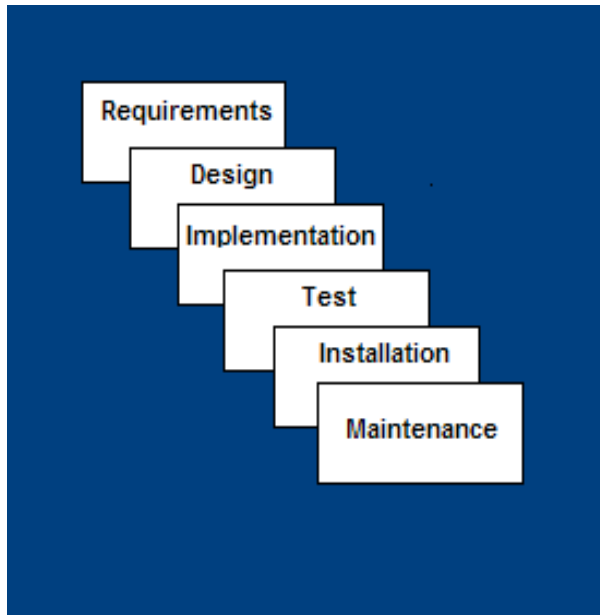 Requirements
Design
Implementation
Test
Installation
Maintenance